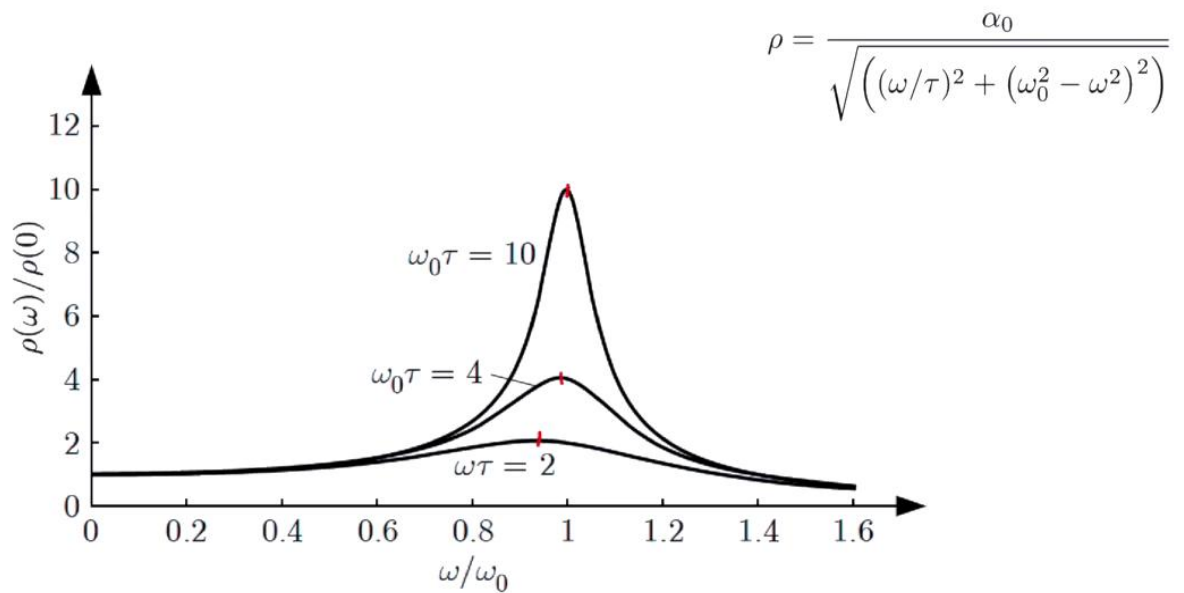 ρ = α₀ / √(((ω/τ)² + (ω₀² − ω²)²))
12
10
8
6
4
2
0
ρ(ω)/ρ(0)
ω₀τ = 10
ω₀τ = 4
ωτ = 2
0 0.2 0.4 0.6 0.8 1 1.2 1.4 1.6
ω/ω₀